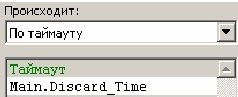 Происходит:
По таймауту
Таймаут
Main.Discard_Time